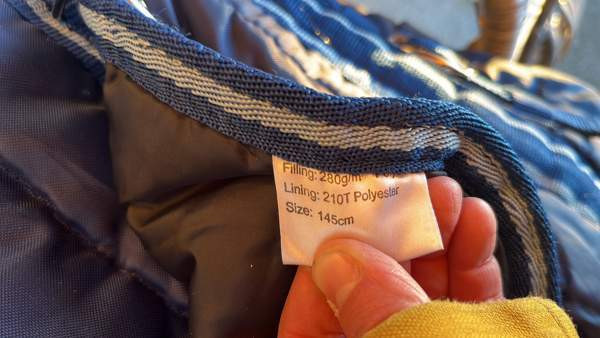 Filling: 280g/m
Lining: 210T Polyester
Size: 145cm